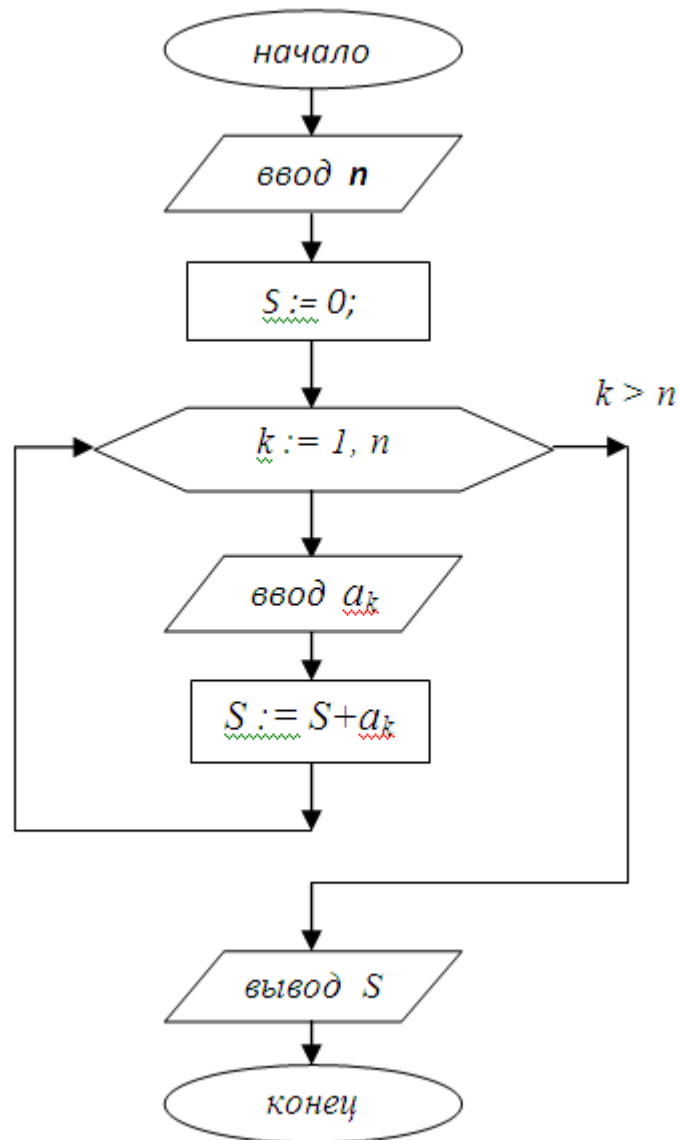 начало
ввод n
S := 0;
k > n
k := 1, n
ввод aₖ
S := S+aₖ
вывод S
конец